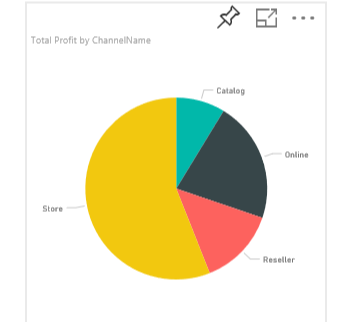 Total Profit by ChannelName
Catalog
Online
Store
Reseller